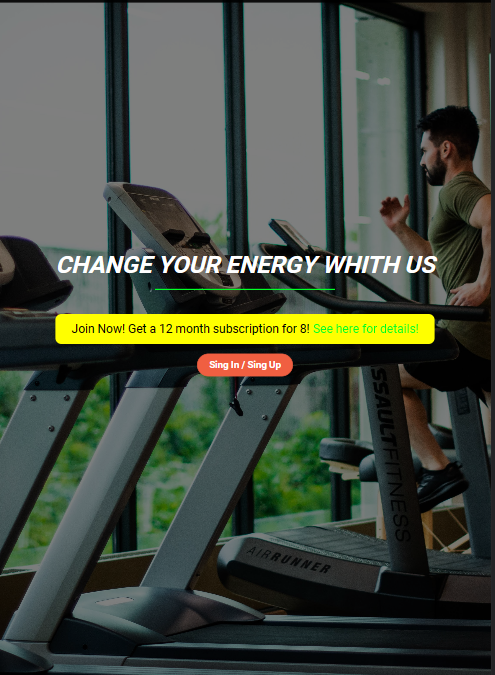 CHANGE YOUR ENERGY WHITH US
Join Now! Get a 12 month subscription for 8! See here for details!
Sing In / Sing Up
ASSAULTFITNESS
AIRRUNNER